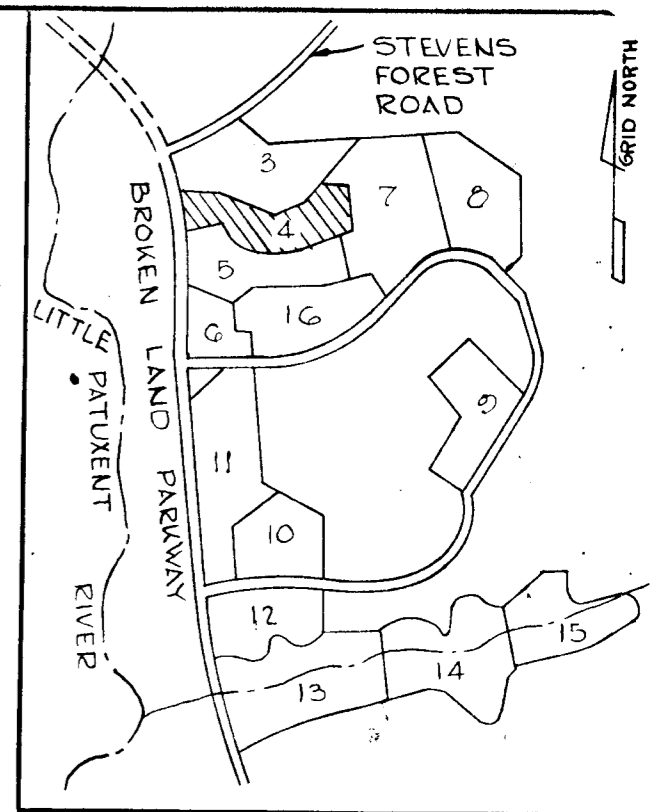 STEVENS
FOREST
ROAD
GRID NORTH
3
7
8
4
5
BROKEN LAND PARKWAY
16
6
LITTLE
PATUXENT
RIVER
9
11
10
12
15
14
13